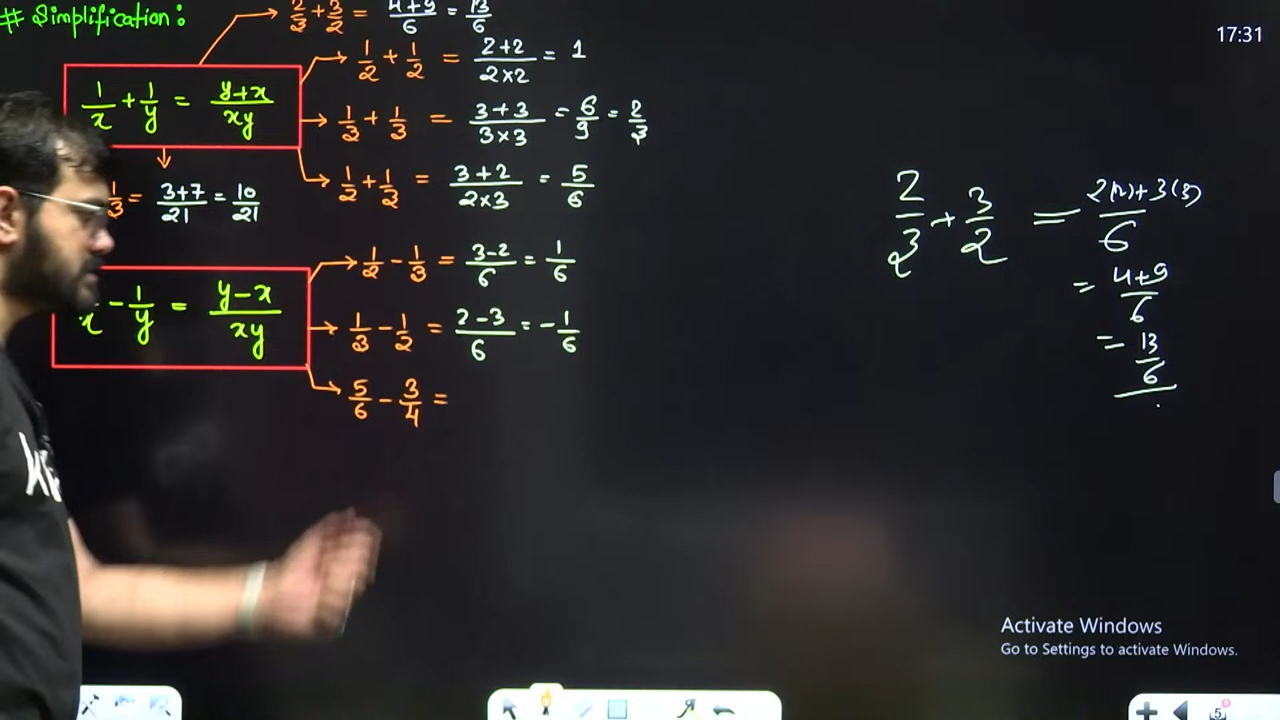 # Simplification:
2/3 + 3/2 = 4+9/6 = 13/6
17:31
1/2 + 1/2 = 2+2/2×2 = 1
1/x + 1/y = y+x/xy
1/3 + 1/3 = 3+3/3×3 = 6/9 = 2/3
1/2 + 1/3 = 3+2/2×3 = 5/6
1/3 = 3+7/21 = 10/21
2/3 + 3/2 = 2(2)+3(3)/6
= 4+9/6
= 13/6
1/2 - 1/3 = 3-2/6 = 1/6
x - 1/y = y-x/xy
1/3 - 1/2 = 2-3/6 = -1/6
5/6 - 3/4 =
Activate Windows
Go to Settings to activate Windows.
5